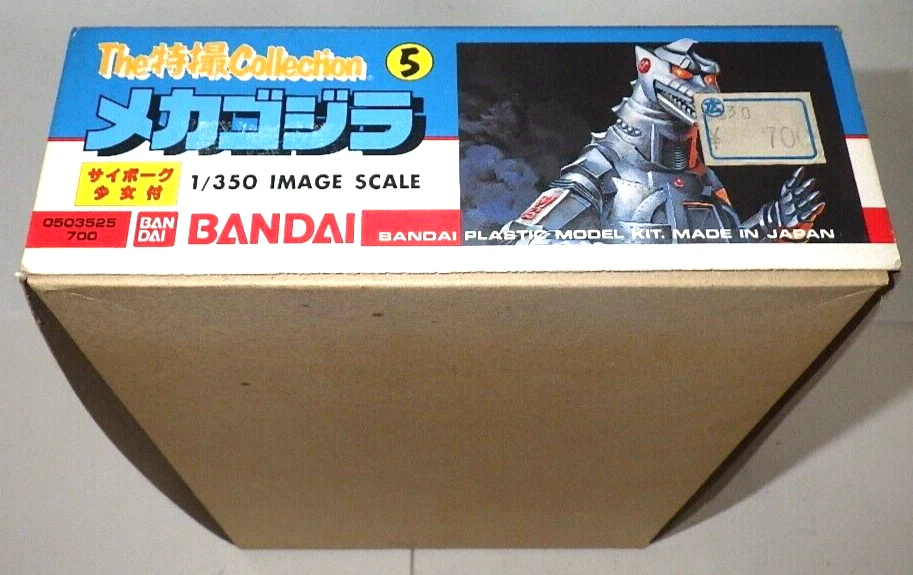 The特撮Collection 5
メカゴジラ
サイボーグ
少女付
1/350 IMAGE SCALE
0503525
700
BAN
DAI
BANDAI
BANDAI PLASTIC MODEL KIT. MADE IN JAPAN
30
¥ 700